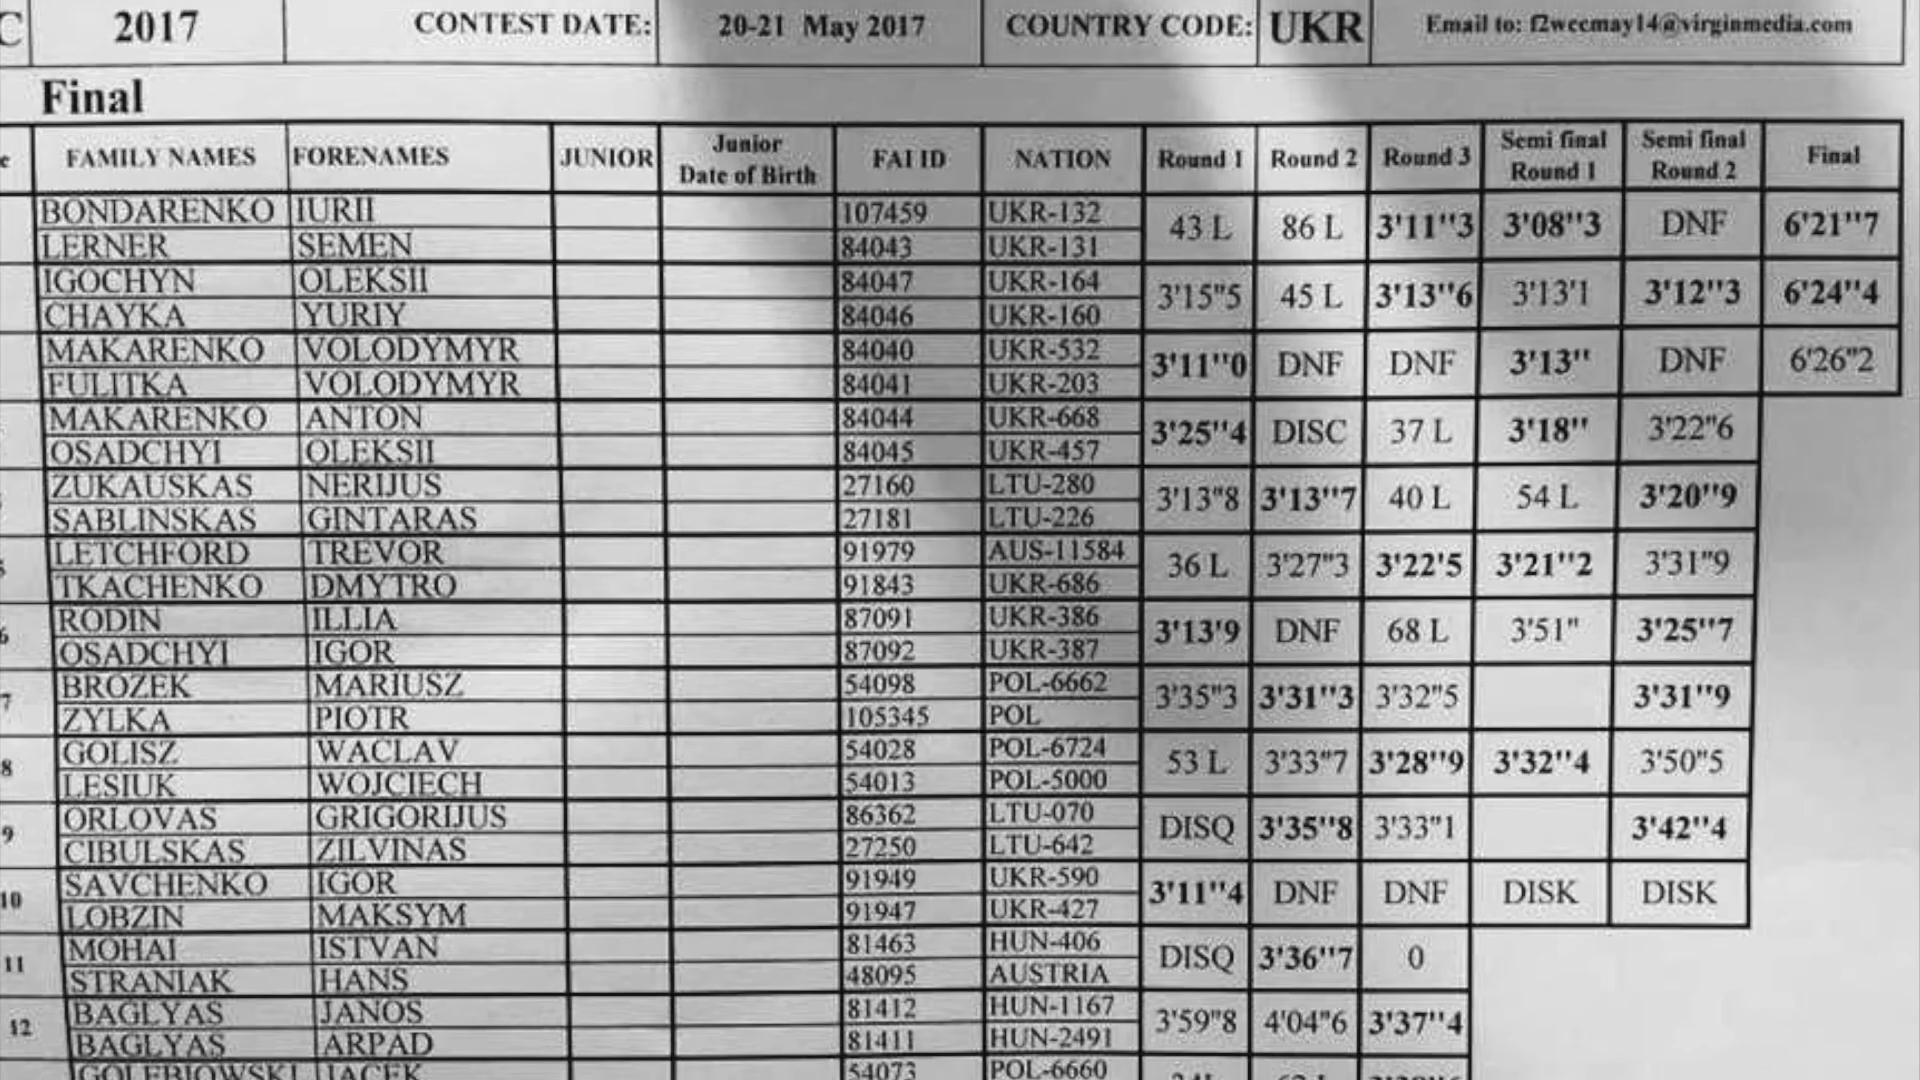 C 2017 CONTEST DATE: 20-21 May 2017 COUNTRY CODE: UKR Email to: f2wccmay14@virginmedia.com
Final
e FAMILY NAMES FORENAMES JUNIOR Junior Date of Birth FAI ID NATION Round 1 Round 2 Round 3 Semi final Round 1 Semi final Round 2 Final
BONDARENKO IURII 107459 UKR-132 43 L 86 L 3'11"3 3'08"3 DNF 6'21"7
LERNER SEMEN 84043 UKR-131
IGOCHYN OLEKSII 84047 UKR-164 3'15"5 45 L 3'13"6 3'13'1 3'12"3 6'24"4
CHAYKA YURIY 84046 UKR-160
MAKARENKO VOLODYMYR 84040 UKR-532 3'11"0 DNF DNF 3'13" DNF 6'26"2
FULITKA VOLODYMYR 84041 UKR-203
MAKARENKO ANTON 84044 UKR-668 3'25"4 DISC 37 L 3'18" 3'22"6
OSADCHYI OLEKSII 84045 UKR-457
ZUKAUSKAS NERIJUS 27160 LTU-280 3'13"8 3'13"7 40 L 54 L 3'20"9
SABLINSKAS GINTARAS 27181 LTU-226
LETCHFORD TREVOR 91979 AUS-11584 36 L 3'27"3 3'22'5 3'21"2 3'31"9
TKACHENKO DMYTRO 91843 UKR-686
6 RODIN ILLIA 87091 UKR-386 3'13'9 DNF 68 L 3'51" 3'25"7
OSADCHYI IGOR 87092 UKR-387
7 BROZEK MARIUSZ 54098 POL-6662 3'35"3 3'31"3 3'32"5 3'31"9
ZYLKA PIOTR 105345 POL
8 GOLISZ WACLAV 54028 POL-6724 53 L 3'33"7 3'28"9 3'32"4 3'50"5
LESIUK WOJCIECH 54013 POL-5000
9 ORLOVAS GRIGORIJUS 86362 LTU-070 DISQ 3'35"8 3'33"1 3'42"4
CIBULSKAS ZILVINAS 27250 LTU-642
10 SAVCHENKO IGOR 91949 UKR-590 3'11"4 DNF DNF DISK DISK
LOBZIN MAKSYM 91947 UKR-427
11 MOHAI ISTVAN 81463 HUN-406 DISQ 3'36"7 0
STRANIAK HANS 48095 AUSTRIA
12 BAGLYAS JANOS 81412 HUN-1167 3'59"8 4'04"6 3'37"4
BAGLYAS ARPAD 81411 HUN-2491
GOLEBIOWSKI JACEK 54073 POL-6660